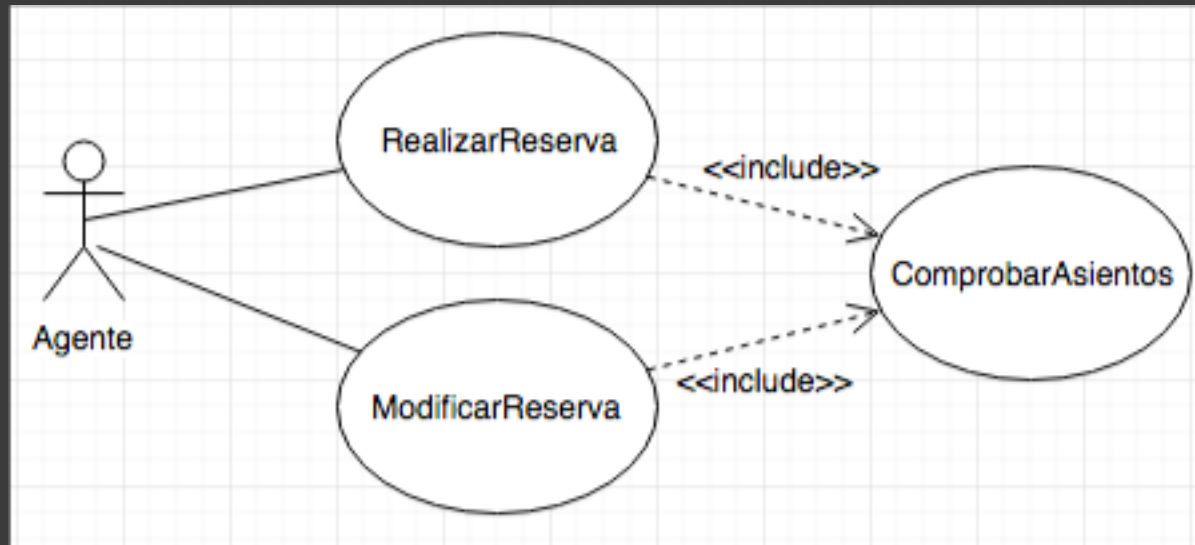 RealizarReserva
<<include>>
ComprobarAsientos
Agente
<<include>>
ModificarReserva